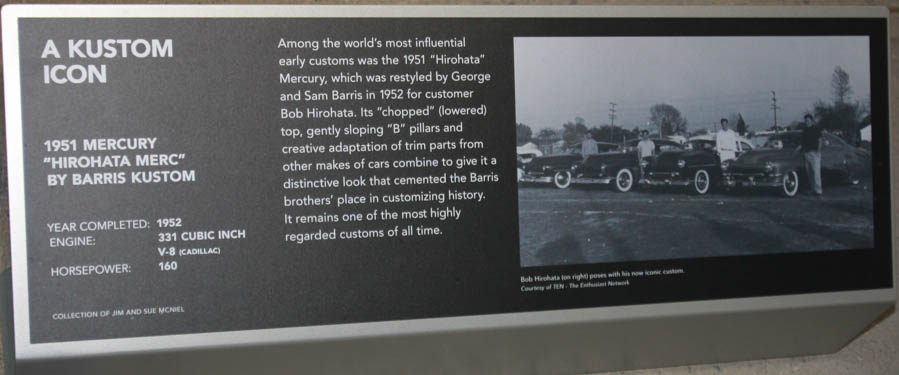 A KUSTOM
ICON
1951 MERCURY
"HIROHATA MERC"
BY BARRIS KUSTOM
YEAR COMPLETED: 1952
ENGINE: 331 CUBIC INCH
V-8 (CADILLAC)
HORSEPOWER: 160
COLLECTION OF JIM AND SUE MCNIEL
Among the world's most influential
early customs was the 1951 "Hirohata"
Mercury, which was restyled by George
and Sam Barris in 1952 for customer
Bob Hirohata. Its "chopped" (lowered)
top, gently sloping "B" pillars and
creative adaptation of trim parts from
other makes of cars combine to give it a
distinctive look that cemented the Barris
brothers' place in customizing history.
It remains one of the most highly
regarded customs of all time.
Bob Hirohata (on right) poses with his now iconic custom.
Courtesy of TEN - The Enthusiast Network